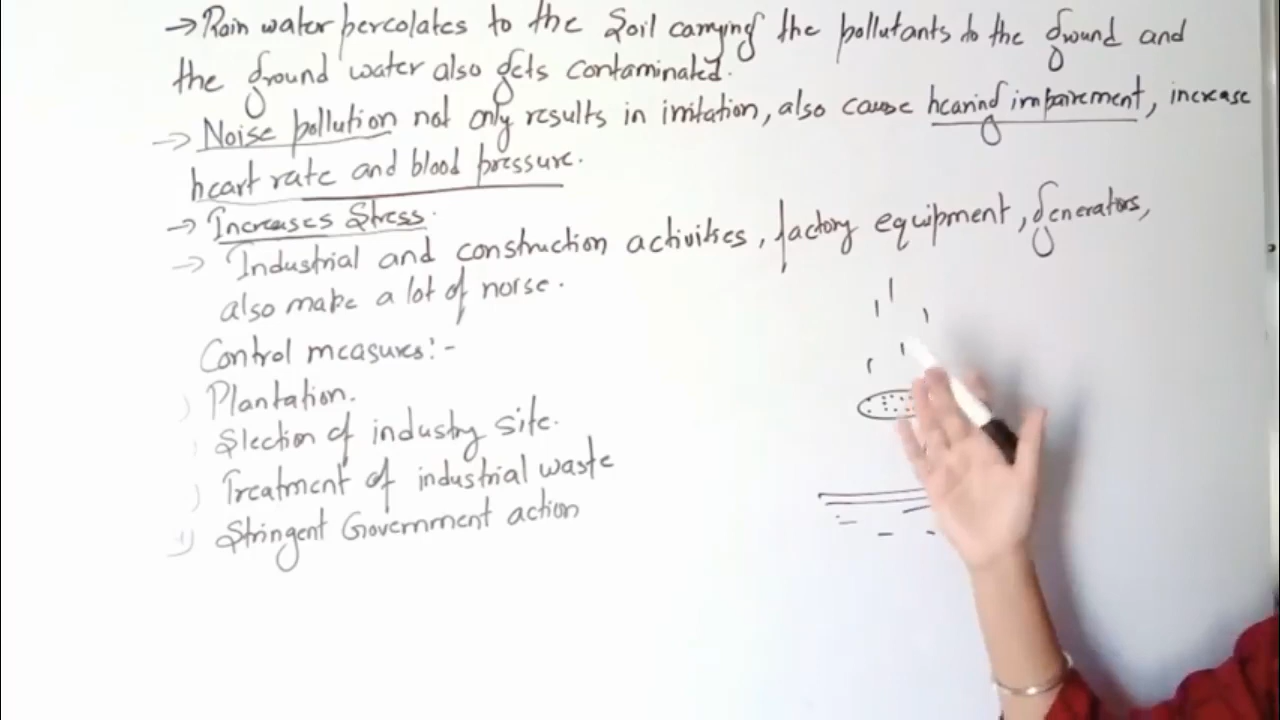 → Rain water percolates to the Soil carrying the pollutants to the ground and
the ground water also gets contaminated.
→ Noise pollution not only results in irritation, also cause hearing impairement, increase
heart rate and blood pressure.
→ Increases Stress.
→ Industrial and construction activities, factory equipment, Generators,
also make a lot of noise.
Control measures:-
) Plantation.
) Slection of industry site.
) Treatment of industrial waste
4) Stringent Government action